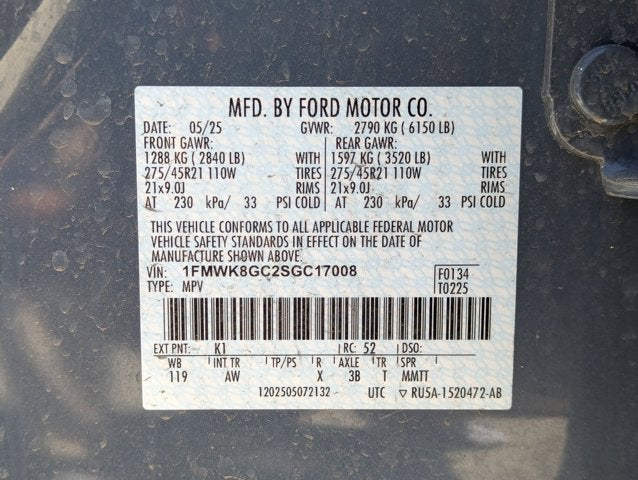 MFD. BY FORD MOTOR CO.
DATE: 05/25 GVWR: 2790 KG ( 6150 LB)
FRONT GAWR: REAR GAWR:
1288 KG ( 2840 LB) WITH 1597 KG ( 3520 LB) WITH
275/45R21 110W TIRES 275/45R21 110W TIRES
21x9.0J RIMS 21x9.0J RIMS
AT 230 kPa/ 33 PSI COLD AT 230 kPa/ 33 PSI COLD
THIS VEHICLE CONFORMS TO ALL APPLICABLE FEDERAL MOTOR
VEHICLE SAFETY STANDARDS IN EFFECT ON THE DATE OF
MANUFACTURE SHOWN ABOVE.
VIN: 1FMWK8GC2SGC17008 F0134
TYPE: MPV T0225
EXT PNT: K1 RC: 52 DSO:
WB INT TR TP/PS R AXLE TR SPR
119 AW X 3B T MMTT
1202505072132 UTC ▽ RU5A-1520472-AB